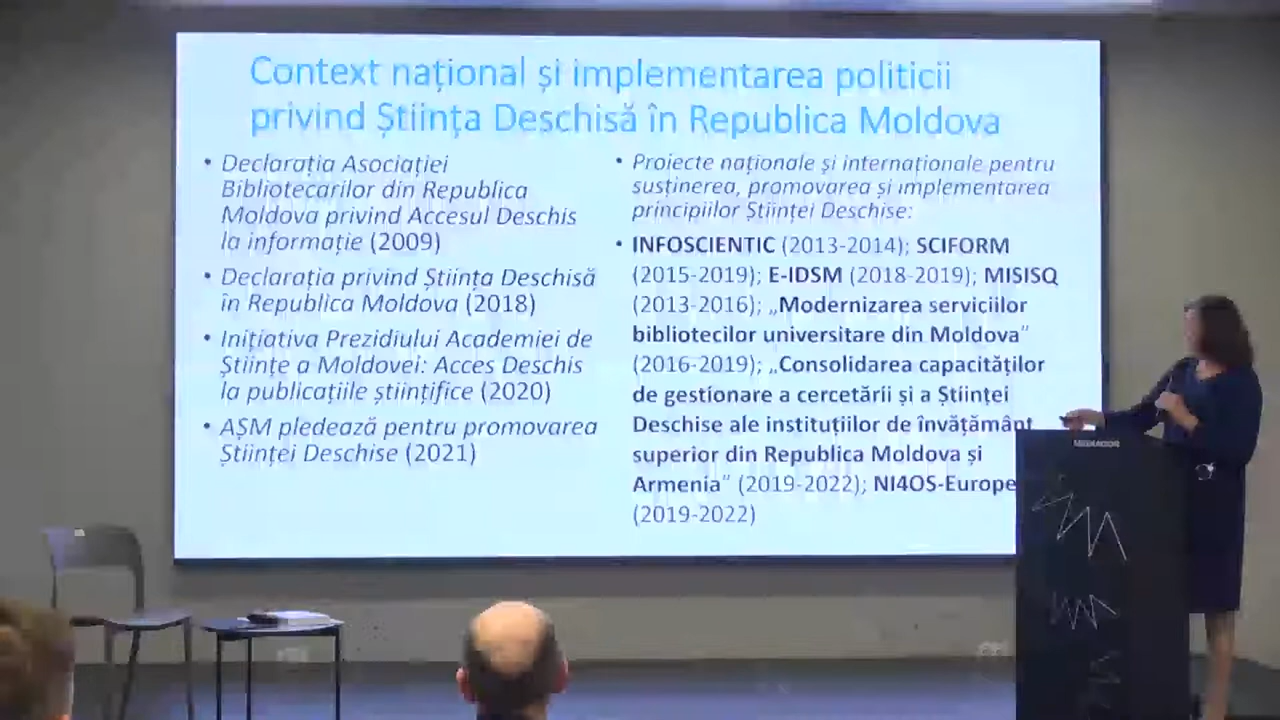 Context național și implementarea politicii
privind Știința Deschisă în Republica Moldova
• Declarația Asociației
Bibliotecarilor din Republica
Moldova privind Accesul Deschis
la informație (2009)
• Declarația privind Știința Deschisă
în Republica Moldova (2018)
• Inițiativa Prezidiului Academiei de
Științe a Moldovei: Acces Deschis
la publicațiile științifice (2020)
• AȘM pledează pentru promovarea
Științei Deschise (2021)
• Proiecte naționale și internaționale pentru
susținerea, promovarea și implementarea
principiilor Științei Deschise:
• INFOSCIENTIC (2013-2014); SCIFORM
(2015-2019); E-IDSM (2018-2019); MISISQ
(2013-2016); „Modernizarea serviciilor
bibliotecilor universitare din Moldova”
(2016-2019); „Consolidarea capacităților
de gestionare a cercetării și a Științei
Deschise ale instituțiilor de învățământ
superior din Republica Moldova și
Armenia” (2019-2022); NI4OS-Europe
(2019-2022)
MEDIACOR